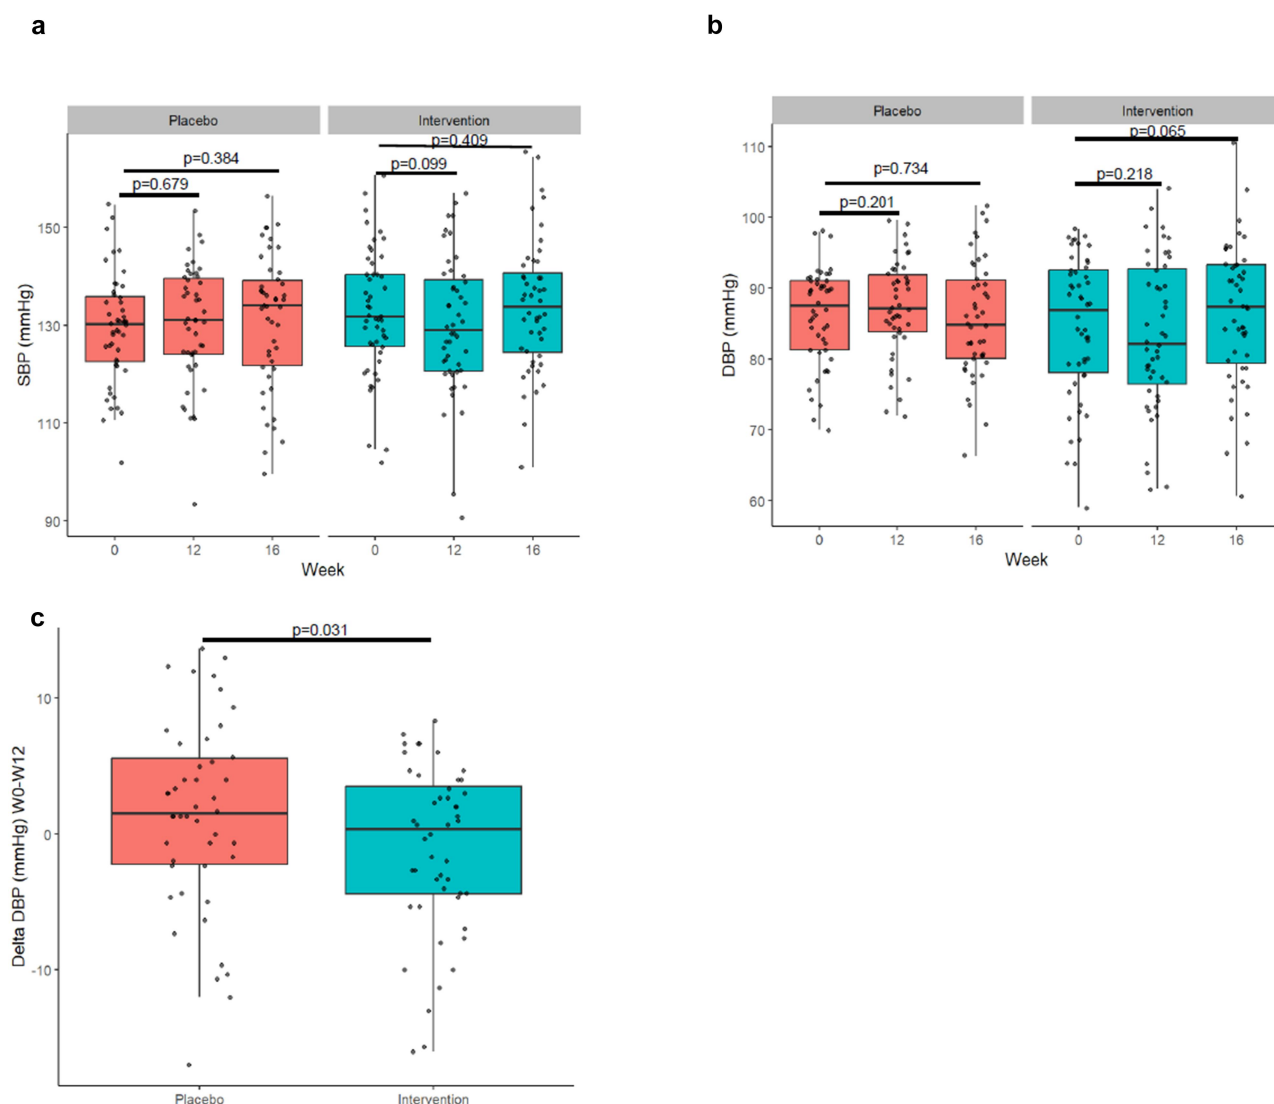 a
Placebo Intervention
p=0.384
p=0.679
p=0.409
p=0.099
SBP (mmHg)
150
130
110
90
0 12 16 0 12 16
Week
b
Placebo Intervention
p=0.734
p=0.201
p=0.065
p=0.218
DBP (mmHg)
110
100
90
80
70
60
0 12 16 0 12 16
Week
c
p=0.031
Delta DBP (mmHg) W0-W12
10
0
-10
Placebo Intervention